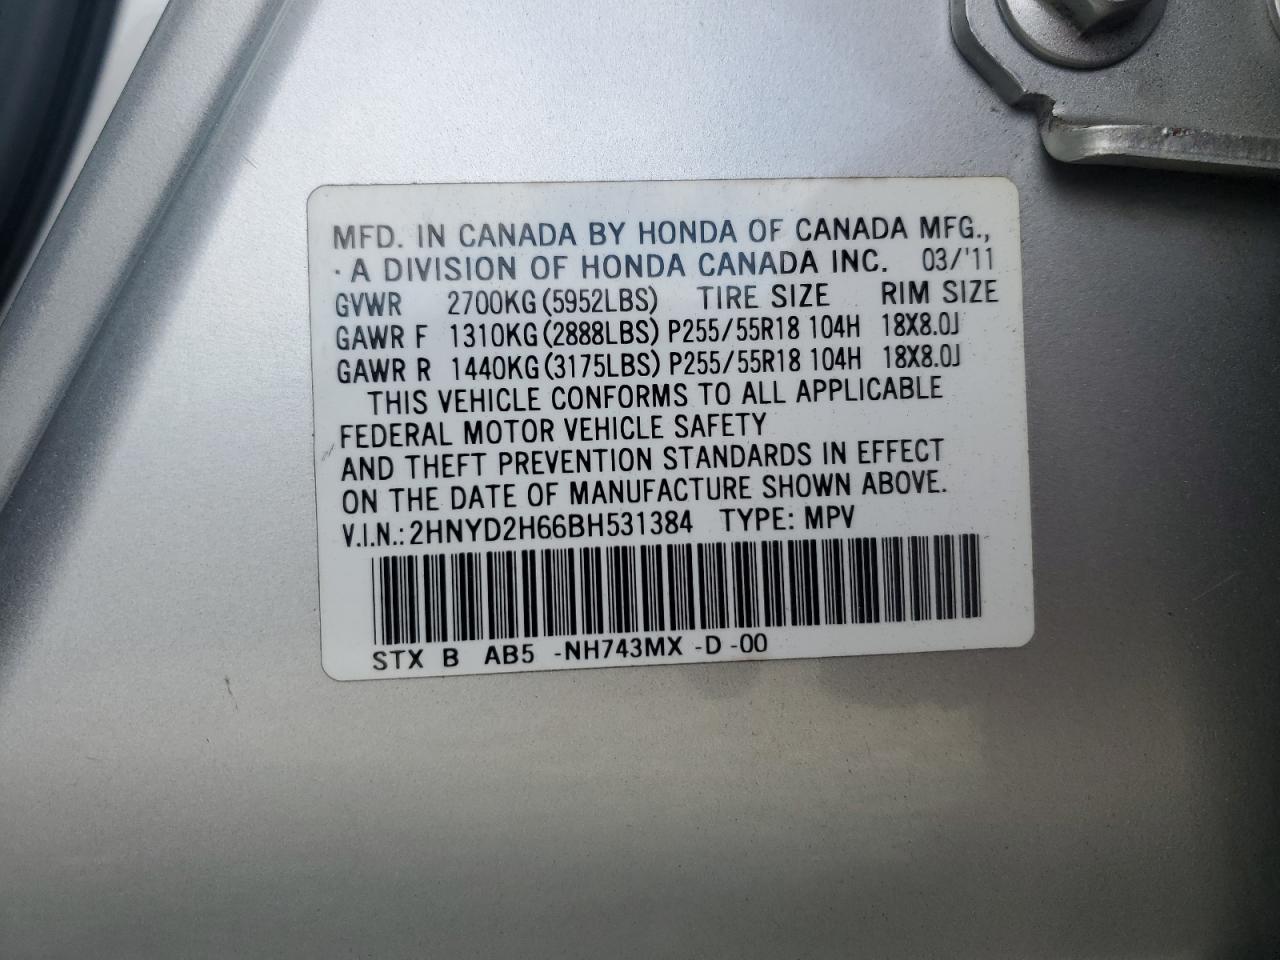 MFD. IN CANADA BY HONDA OF CANADA MFG.,
·A DIVISION OF HONDA CANADA INC. 03/'11
GVWR 2700KG(5952LBS) TIRE SIZE RIM SIZE
GAWR F 1310KG(2888LBS) P255/55R18 104H 18X8.0J
GAWR R 1440KG(3175LBS) P255/55R18 104H 18X8.0J
THIS VEHICLE CONFORMS TO ALL APPLICABLE
FEDERAL MOTOR VEHICLE SAFETY
AND THEFT PREVENTION STANDARDS IN EFFECT
ON THE DATE OF MANUFACTURE SHOWN ABOVE.
V.I.N.: 2HNYD2H66BH531384 TYPE: MPV
STX B AB5 -NH743MX -D -00